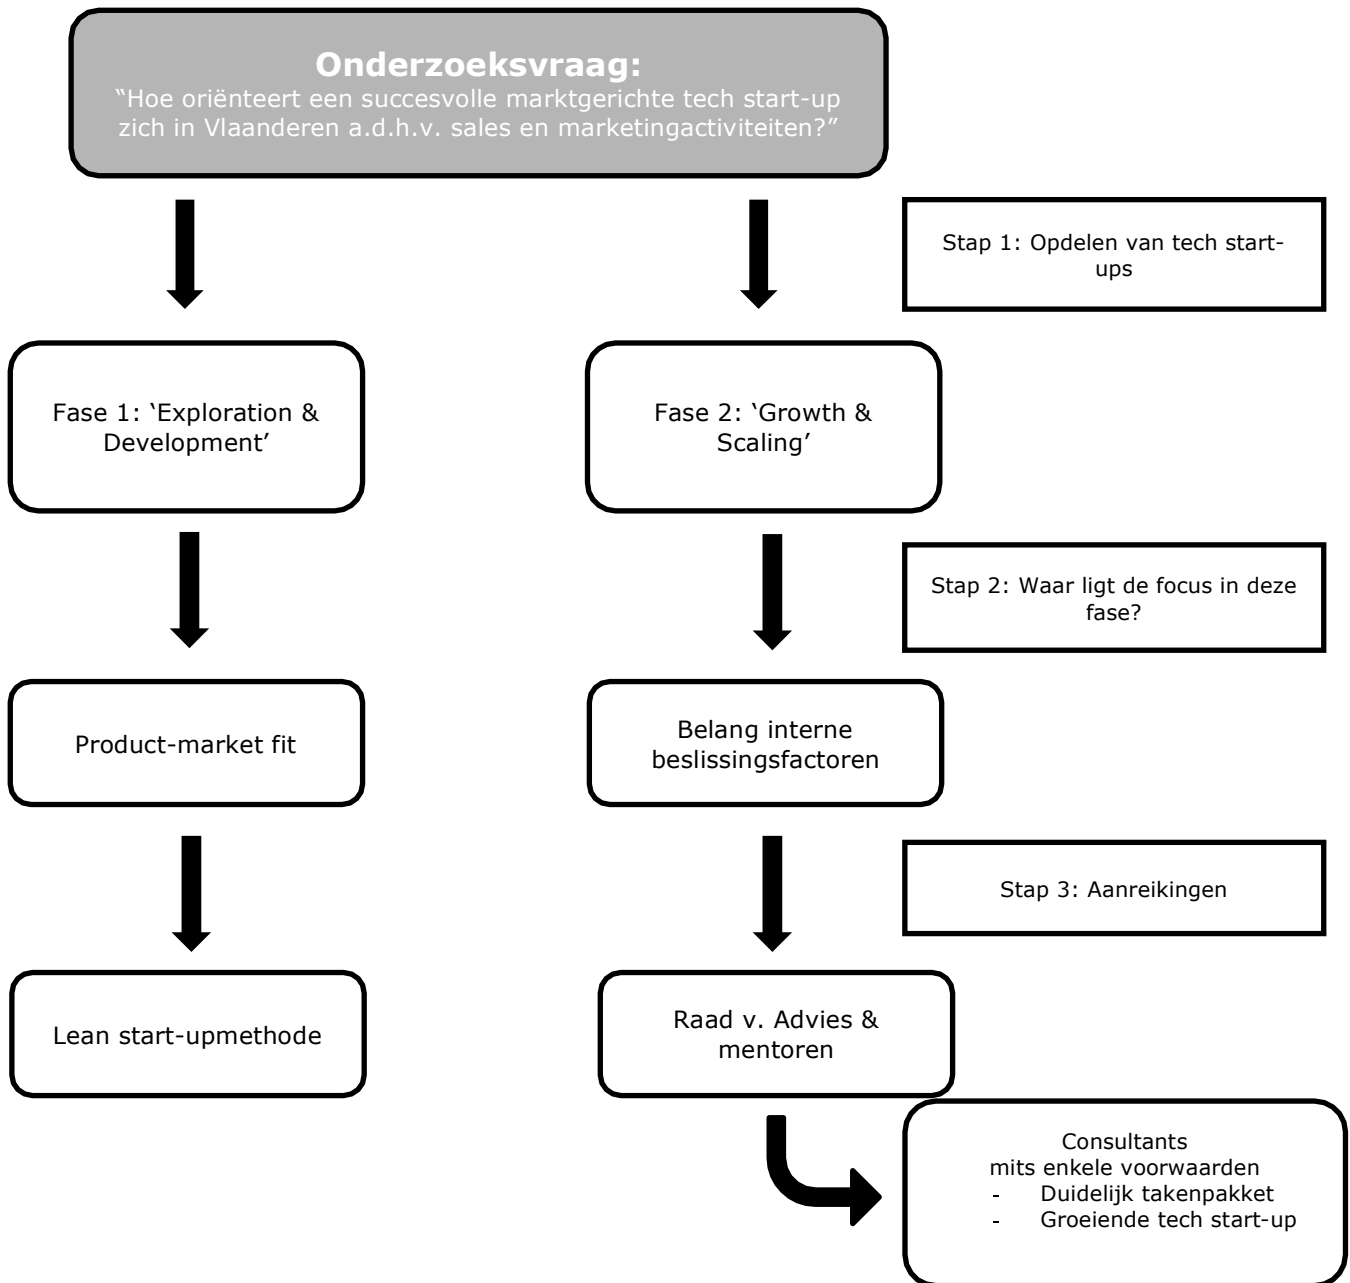 Onderzoeksvraag:
“Hoe oriënteert een succesvolle marktgerichte tech start-up
zich in Vlaanderen a.d.h.v. sales en marketingactiviteiten?”
Stap 1: Opdelen van tech start-
ups
Fase 1: ‘Exploration &
Development’
Fase 2: ‘Growth &
Scaling’
Stap 2: Waar ligt de focus in deze
fase?
Product-market fit
Belang interne
beslissingsfactoren
Stap 3: Aanreikingen
Lean start-upmethode
Raad v. Advies &
mentoren
Consultants
mits enkele voorwaarden
- Duidelijk takenpakket
- Groeiende tech start-up